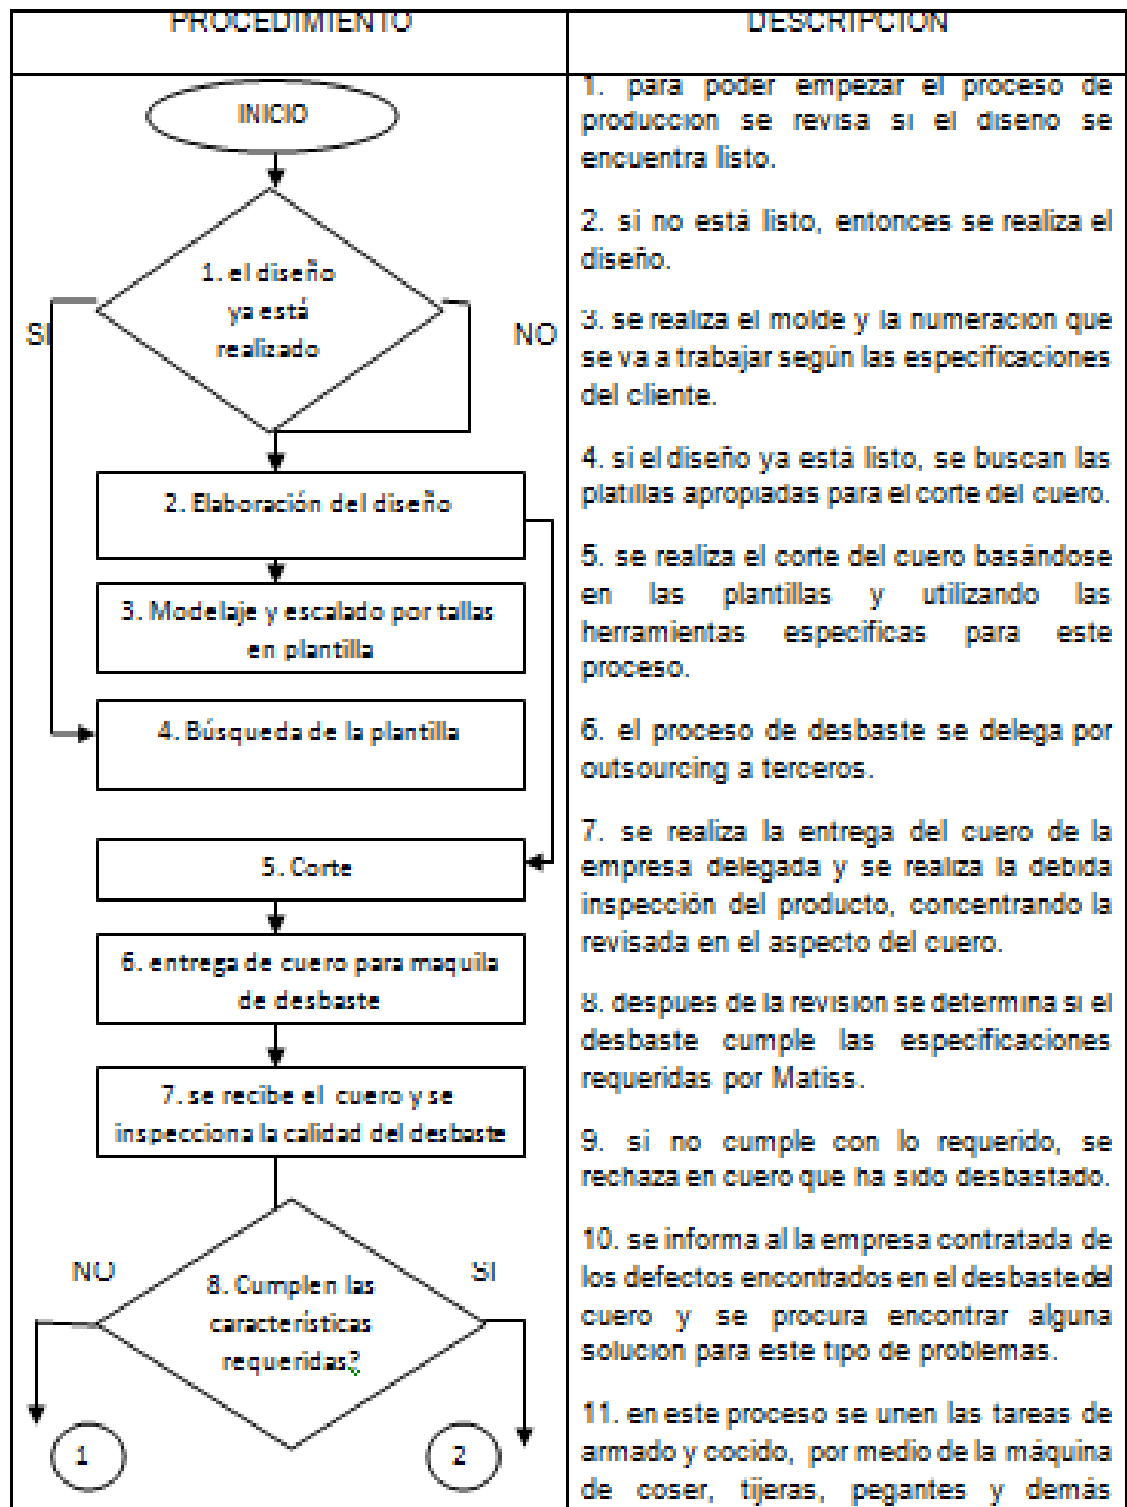 PROCEDIMIENTO
DESCRIPCION
INICIO
1. el diseño
ya está
realizado
SI
NO
2. Elaboración del diseño
3. Modelaje y escalado por tallas
en plantilla
4. Búsqueda de la plantilla
5. Corte
6. entrega de cuero para maquila
de desbaste
7. se recibe el cuero y se
inspecciona la calidad del desbaste
NO
SI
8. Cumplen las
características
requeridas?
1
2
1. para poder empezar el proceso de
produccion se revisa si el diseño se
encuentra listo.
2. si no está listo, entonces se realiza el
diseño.
3. se realiza el molde y la numeracion que
se va a trabajar según las especificaciones
del cliente.
4. si el diseño ya está listo, se buscan las
platillas apropiadas para el corte del cuero.
5. se realiza el corte del cuero basándose
en las plantillas y utilizando las
herramientas especificas para este
proceso.
6. el proceso de desbaste se delega por
outsourcing a terceros.
7. se realiza la entrega del cuero de la
empresa delegada y se realiza la debida
inspección del producto, concentrando la
revisada en el aspecto del cuero.
8. despues de la revision se determina si el
desbaste cumple las especificaciones
requeridas por Matiss.
9. si no cumple con lo requerido, se
rechaza en cuero que ha sido desbastado.
10. se informa al la empresa contratada de
los defectos encontrados en el desbaste del
cuero y se procura encontrar alguna
solucion para este tipo de problemas.
11. en este proceso se unen las tareas de
armado y cocido, por medio de la máquina
de coser, tijeras, pegantes y demás